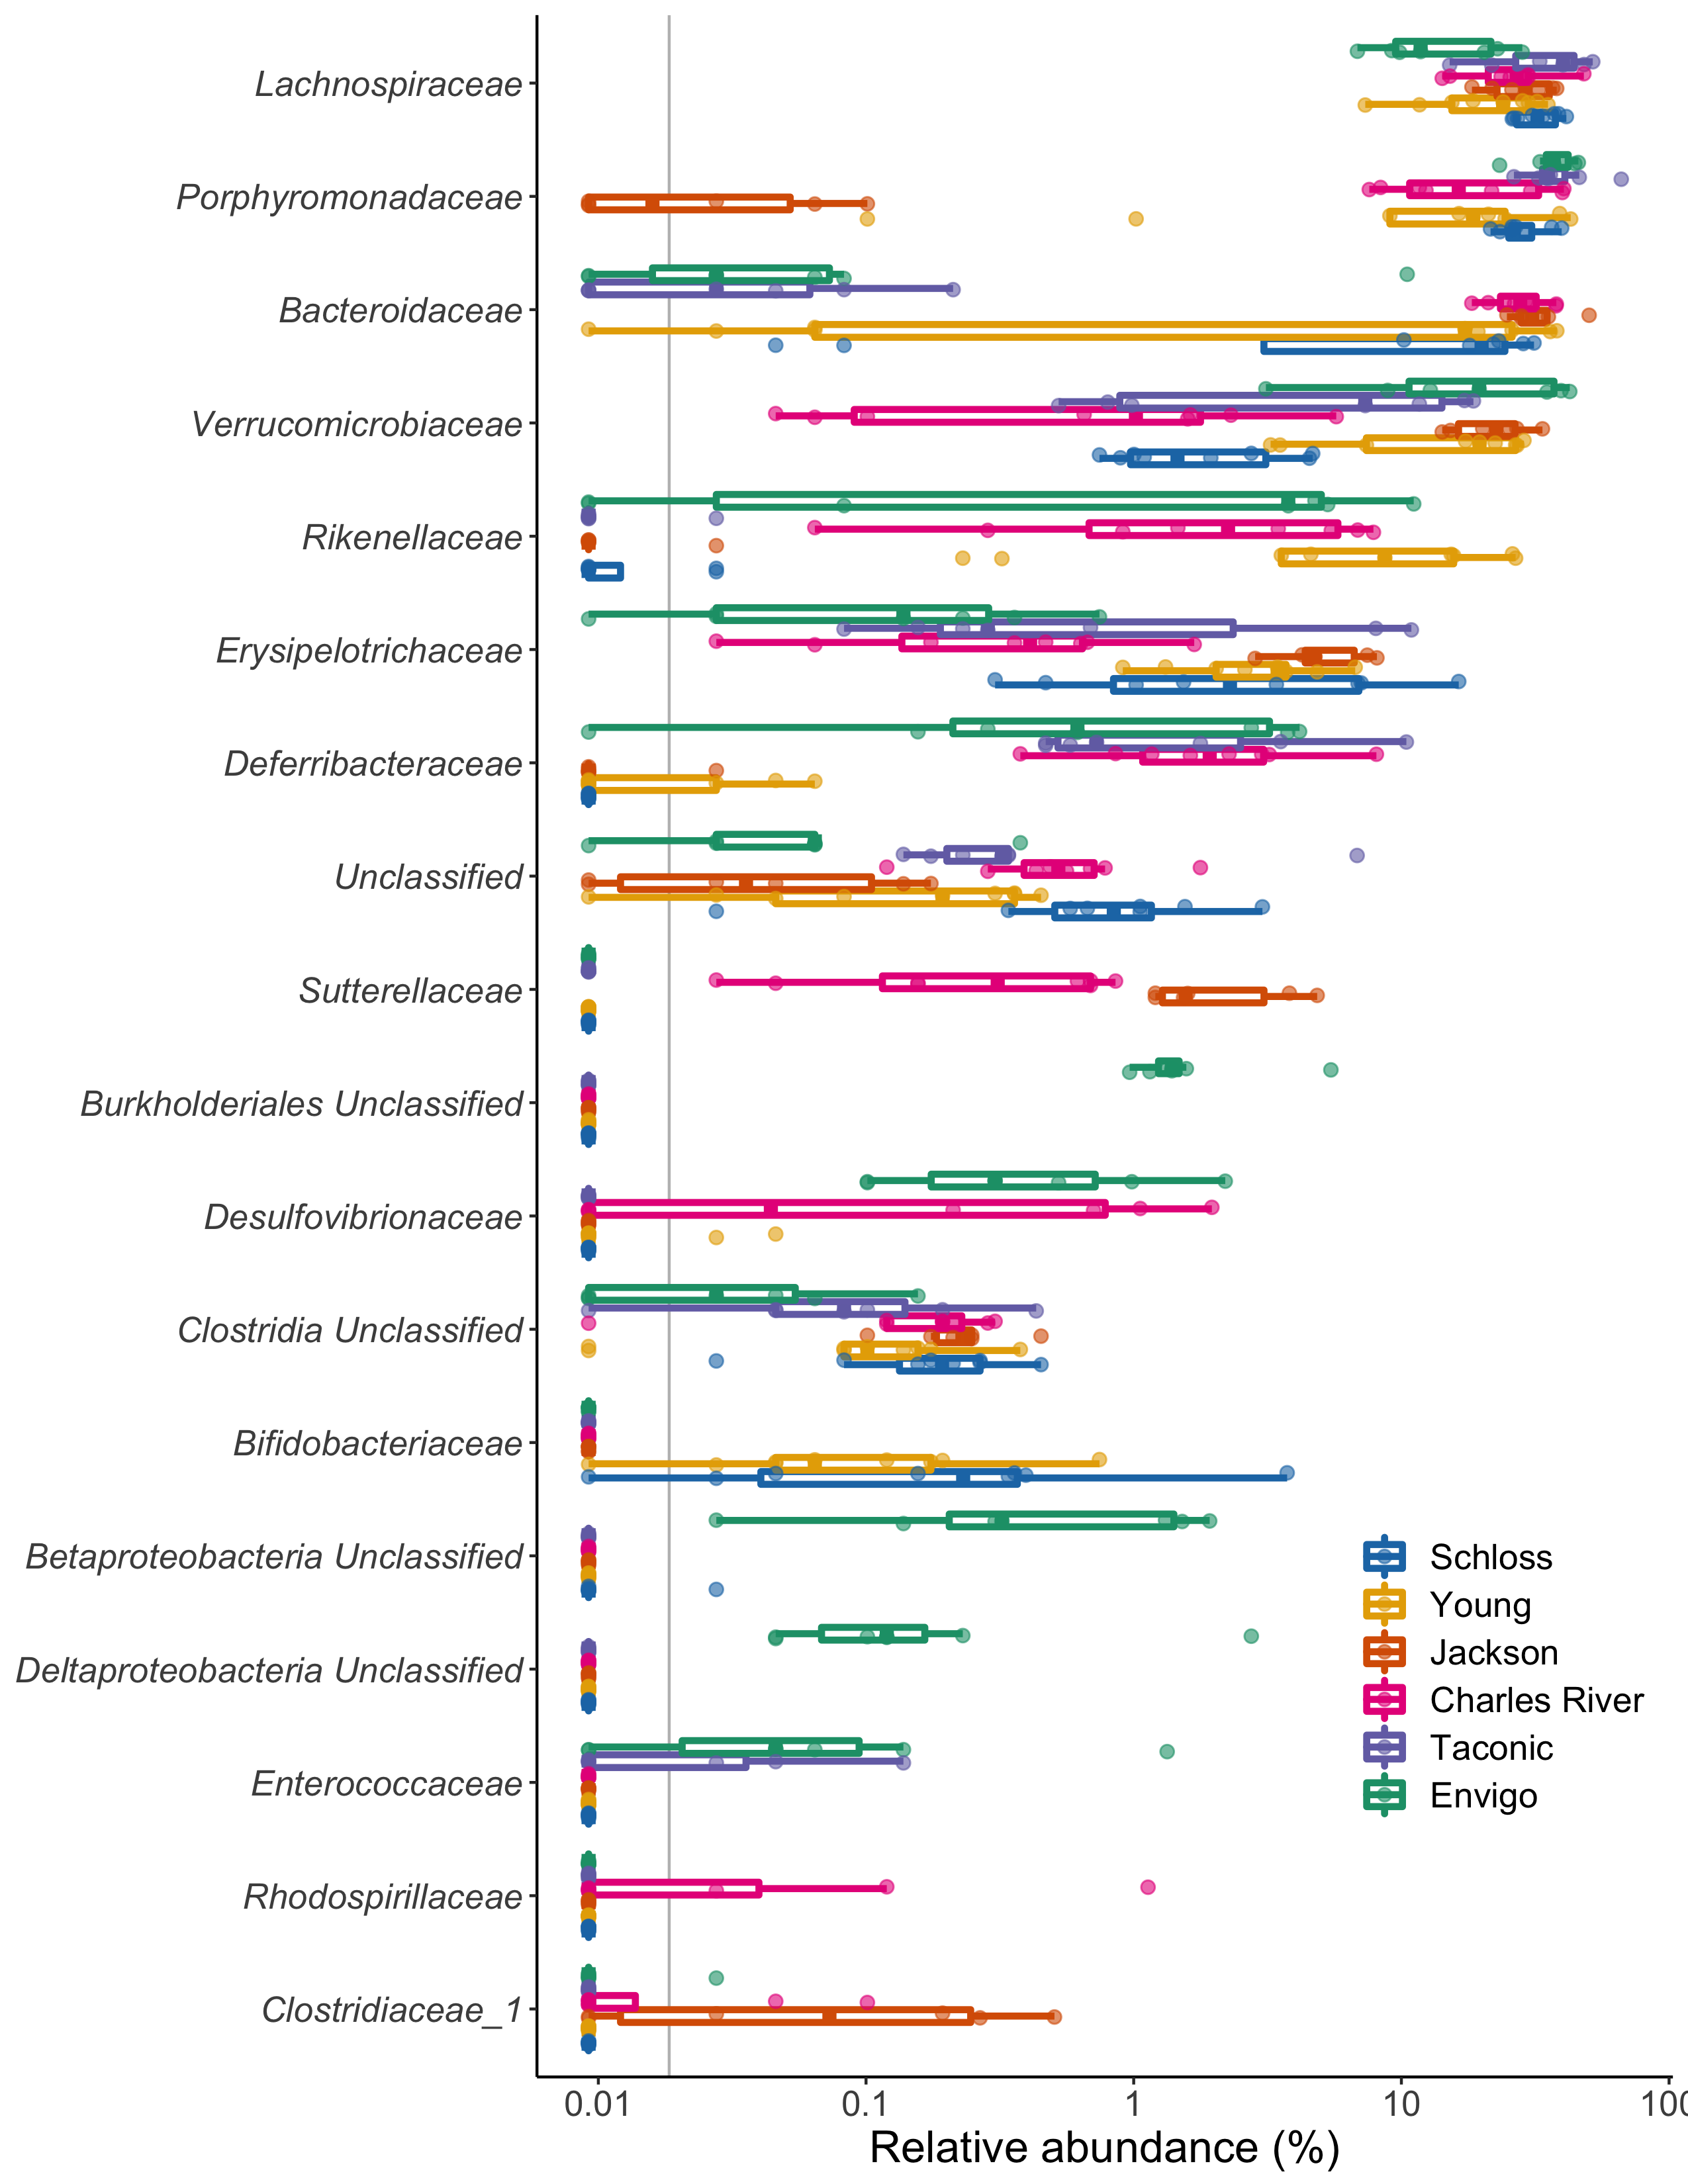 Lachnospiraceae
Porphyromonadaceae
Bacteroidaceae
Verrucomicrobiaceae
Rikenellaceae
Erysipelotrichaceae
Deferribacteraceae
Unclassified
Sutterellaceae
Burkholderiales Unclassified
Desulfovibrionaceae
Clostridia Unclassified
Bifidobacteriaceae
Betaproteobacteria Unclassified
Deltaproteobacteria Unclassified
Enterococcaceae
Rhodospirillaceae
Clostridiaceae_1
Schloss
Young
Jackson
Charles River
Taconic
Envigo
0.01 0.1 1 10 100
Relative abundance (%)